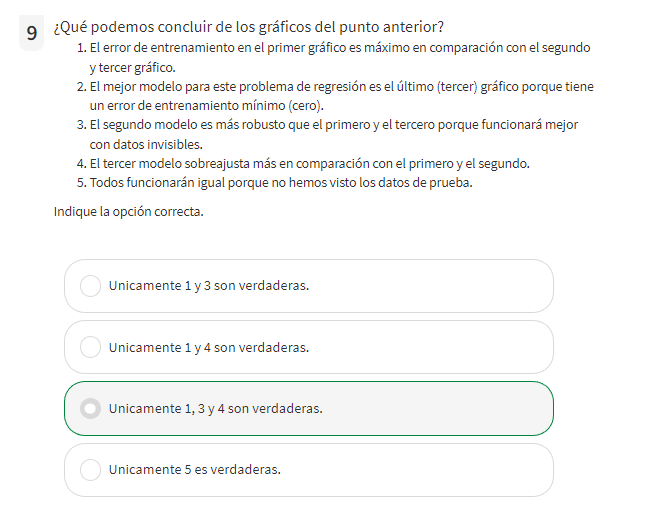 9
¿Qué podemos concluir de los gráficos del punto anterior?
1. El error de entrenamiento en el primer gráfico es máximo en comparación con el segundo
y tercer gráfico.
2. El mejor modelo para este problema de regresión es el último (tercer) gráfico porque tiene
un error de entrenamiento mínimo (cero).
3. El segundo modelo es más robusto que el primero y el tercero porque funcionará mejor
con datos invisibles.
4. El tercer modelo sobreajusta más en comparación con el primero y el segundo.
5. Todos funcionarán igual porque no hemos visto los datos de prueba.
Indique la opción correcta.
Unicamente 1 y 3 son verdaderas.
Unicamente 1 y 4 son verdaderas.
Unicamente 1, 3 y 4 son verdaderas.
Unicamente 5 es verdaderas.